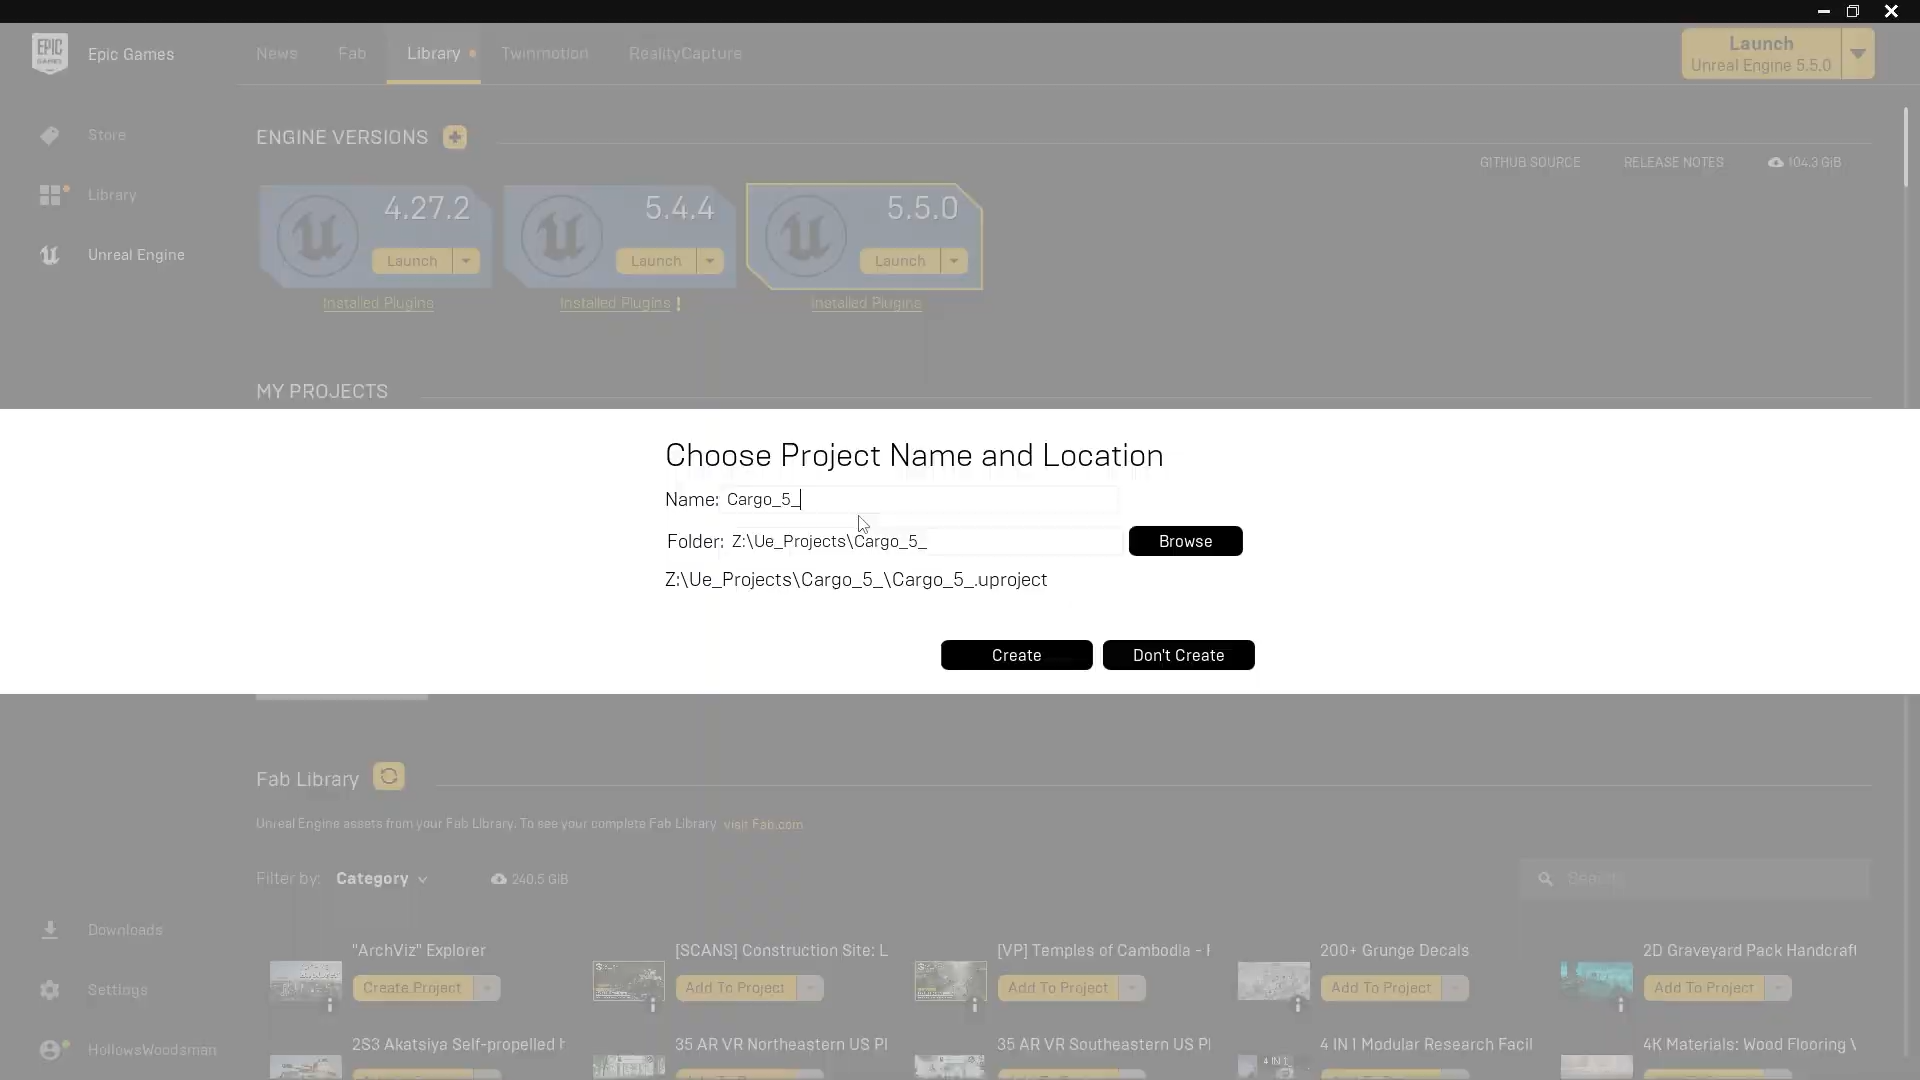 EPIC GAMES
Epic Games
News
Fab
Library
Twinmotion
RealityCapture
Launch
Unreal Engine 5.5.0
Store
Library
Unreal Engine
ENGINE VERSIONS
GITHUB SOURCE
RELEASE NOTES
104.3 GiB
4.27.2
Launch
Installed Plugins
5.4.4
Launch
Installed Plugins !
5.5.0
Launch
Installed Plugins
MY PROJECTS
Choose Project Name and Location
Name: Cargo_5_
Folder: Z:\Ue_Projects\Cargo_5_
Browse
Z:\Ue_Projects\Cargo_5_\Cargo_5_.uproject
Create
Don't Create
Fab Library
Unreal Engine assets from your Fab Library. To see your complete Fab Library visit Fab.com
Filter by: Category
240.5 GiB
Search
"ArchViz" Explorer
Create Project
[SCANS] Construction Site: L
Add To Project
[VP] Temples of Cambodia -
Add To Project
200+ Grunge Decals
Add To Project
2D Graveyard Pack Handcraft
Add To Project
2S3 Akatsiya Self-propelled
35 AR VR Northeastern US Pl
35 AR VR Southeastern US Pl
4 IN 1
4 IN 1 Modular Research Facil
4K Materials: Wood Flooring
Downloads
Settings
HollowsWoodsman